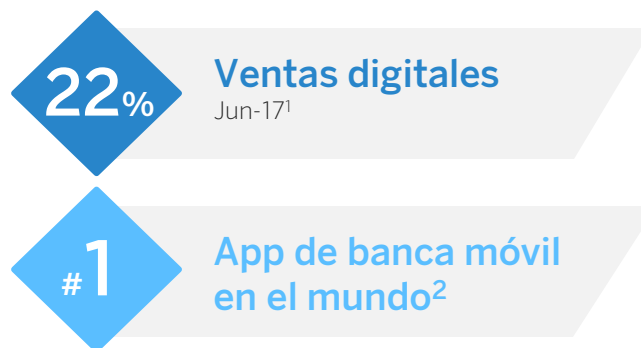 22%
Ventas digitales
Jun-17¹
#1
App de banca móvil
en el mundo²